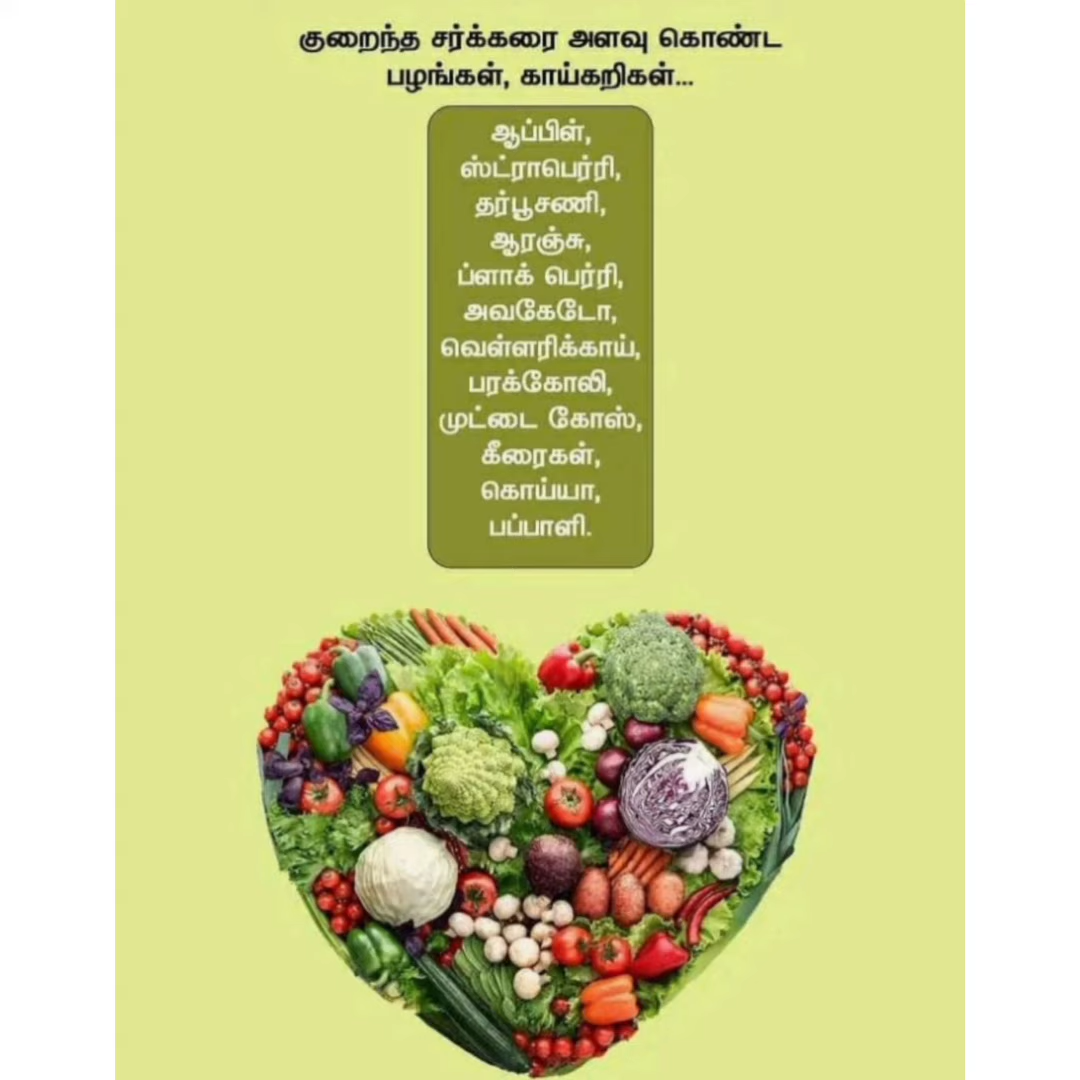 குறைந்த சர்க்கரை அளவு கொண்ட
பழங்கள், காய்கறிகள்...
ஆப்பிள்,
ஸ்ட்ராபெர்ரி,
தர்பூசணி,
ஆரஞ்சு,
ப்ளாக் பெர்ரி,
அவகேடோ,
வெள்ளரிக்காய்,
பரக்கோலி,
முட்டை கோஸ்,
கீரைகள்,
கொய்யா,
பப்பாளி.